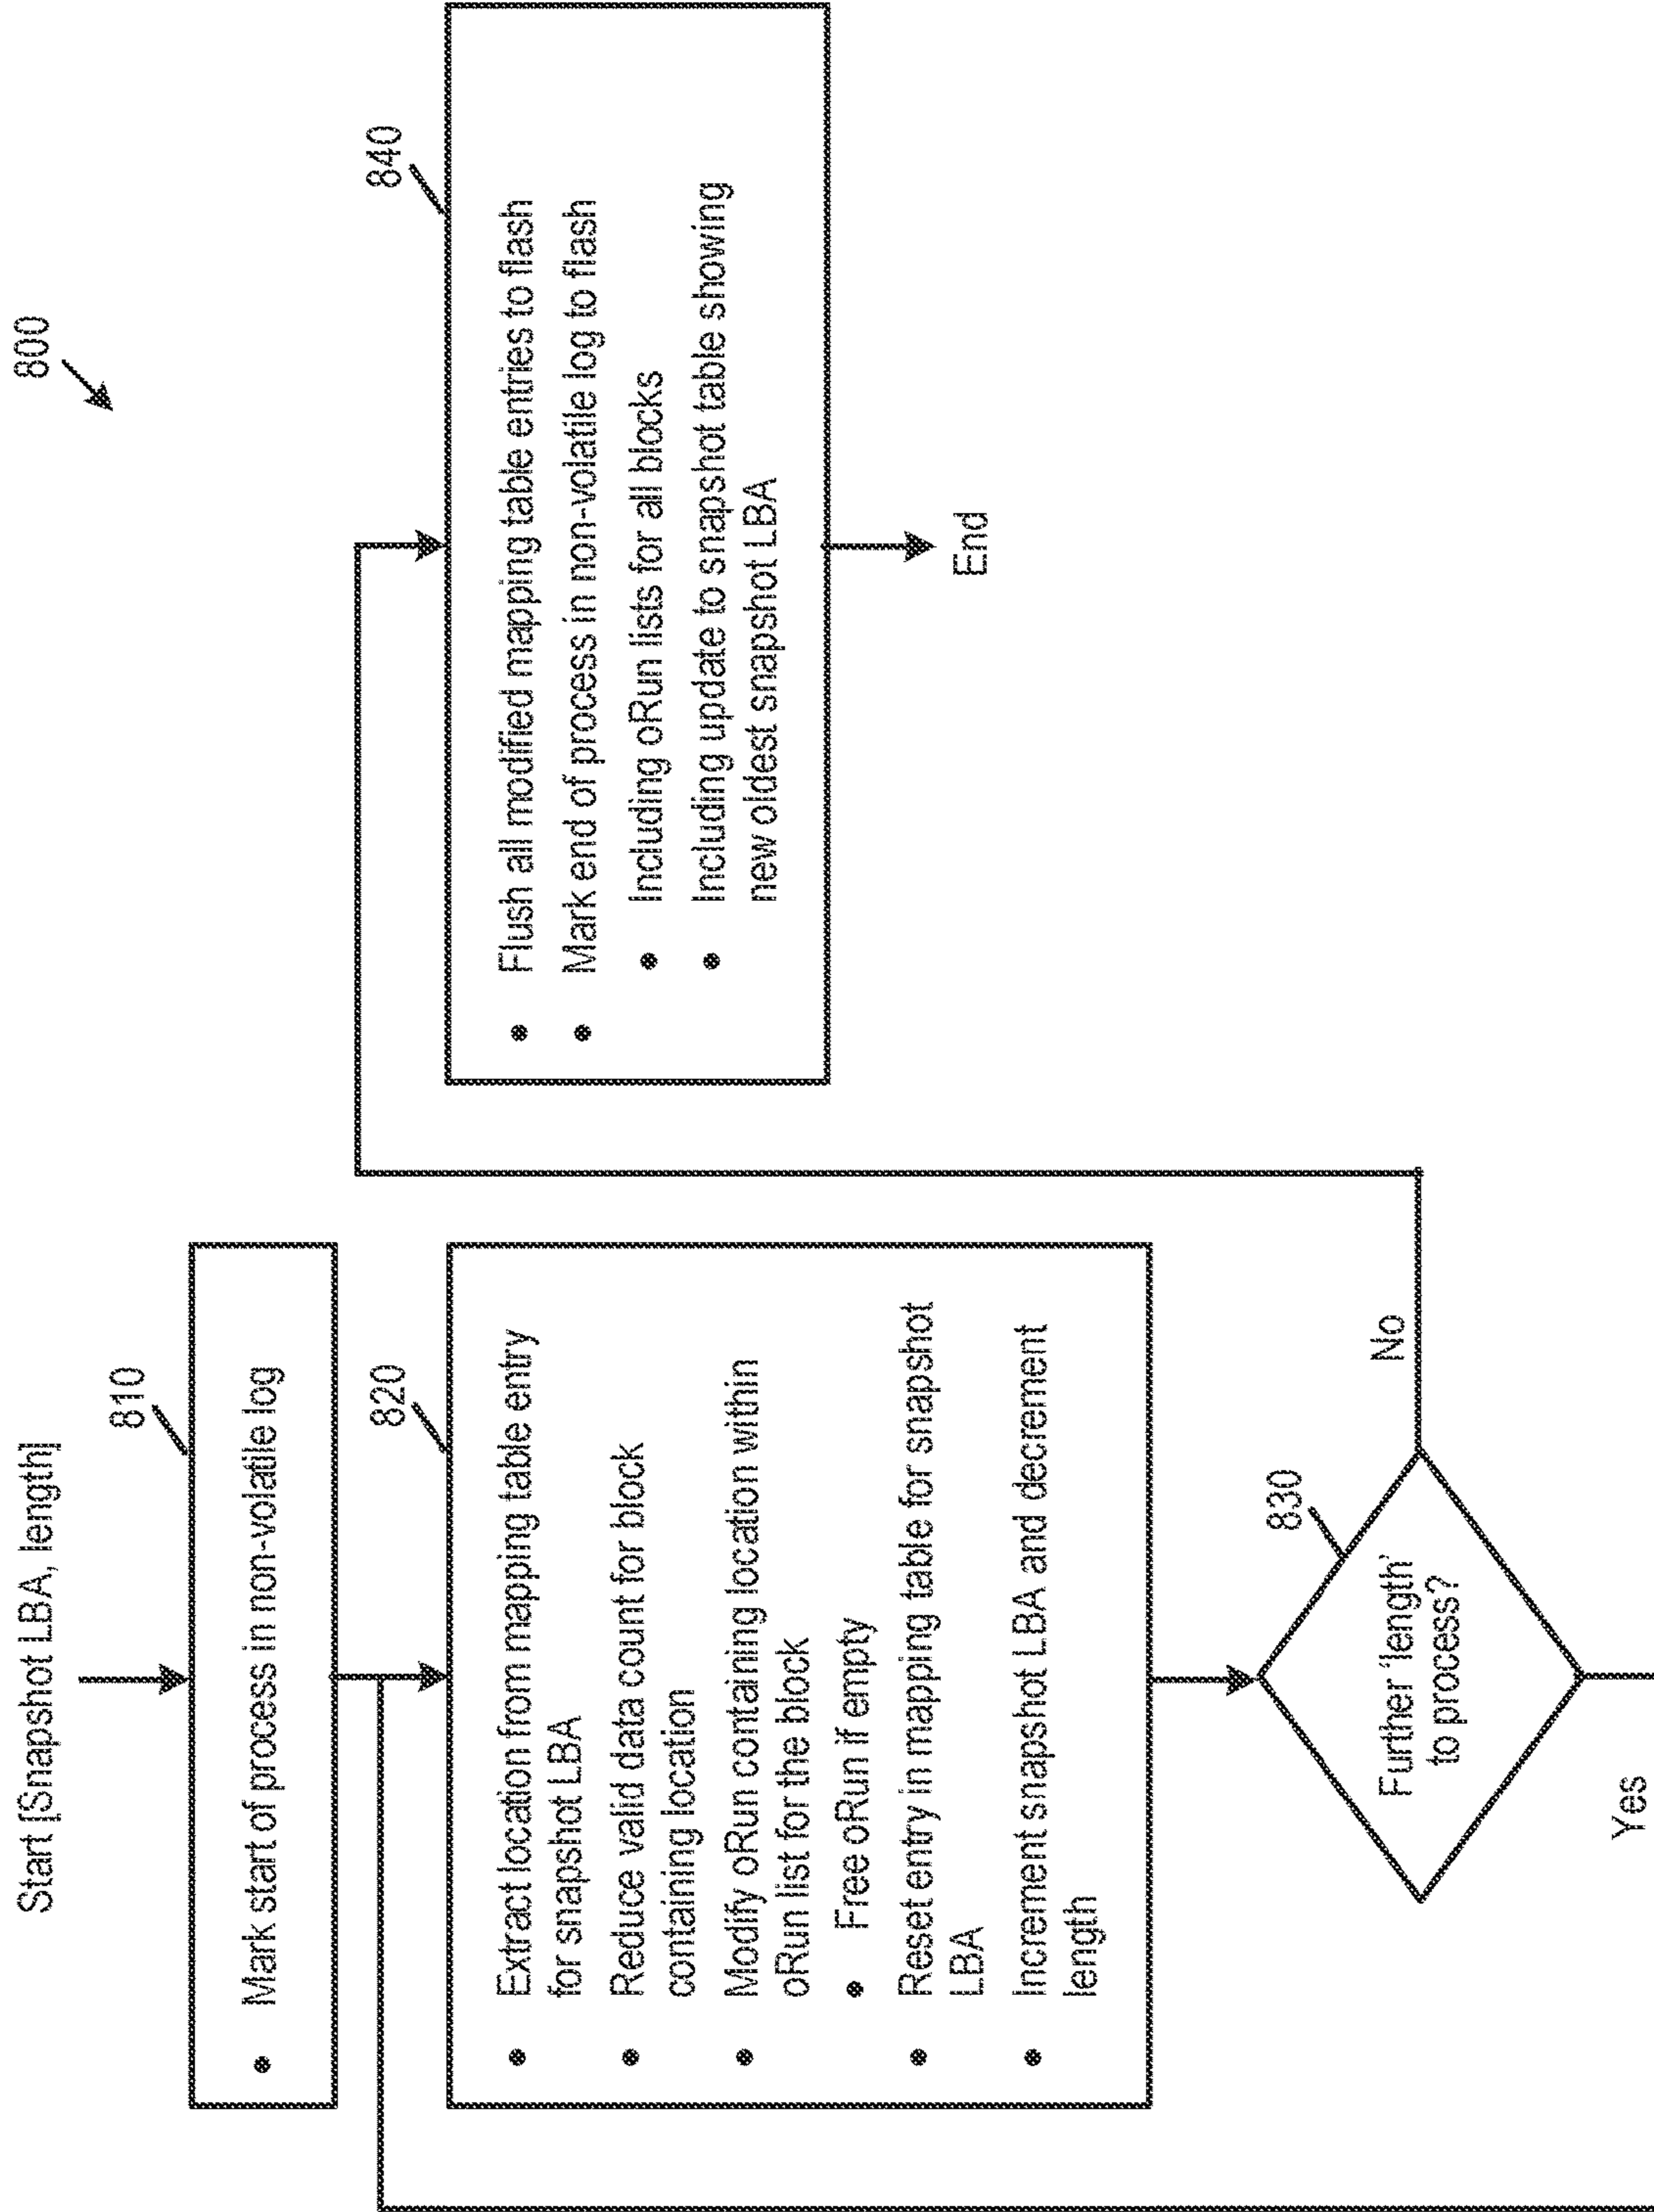 800
Start [Snapshot LBA, length]
810
• Mark start of process in non-volatile log
820
• Extract location from mapping table entry
for snapshot LBA
• Reduce valid data count for block
containing location
• Modify oRun containing location within
oRun list for the block
• Free oRun if empty
• Reset entry in mapping table for snapshot
LBA
• Increment snapshot LBA and decrement
length
830
Further 'length'
to process?
No
Yes
840
• Flush all modified mapping table entries to flash
• Mark end of process in non-volatile log to flash
• Including oRun lists for all blocks
• Including update to snapshot table showing
new oldest snapshot LBA
End